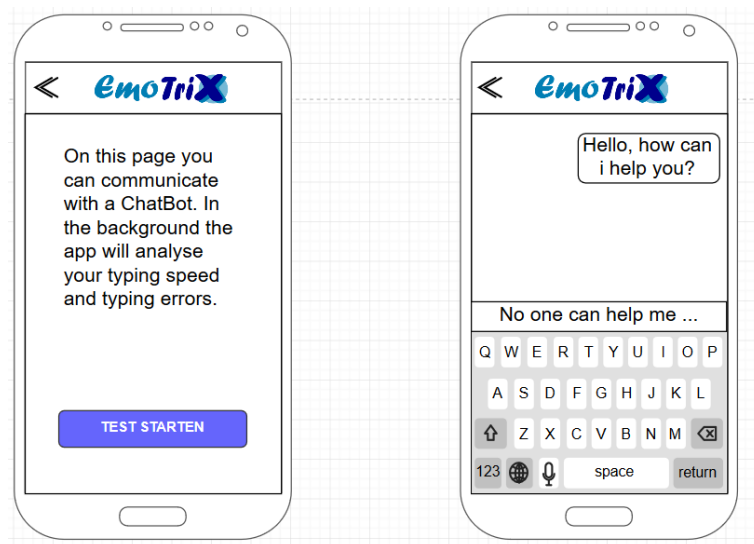 EmoTriX
On this page you
can communicate
with a ChatBot. In
the background the
app will analyse
your typing speed
and typing errors.
TEST STARTEN
EmoTriX
Hello, how can
i help you?
No one can help me ...
Q W E R T Y U I O P
A S D F G H J K L
Z X C V B N M
123 space return